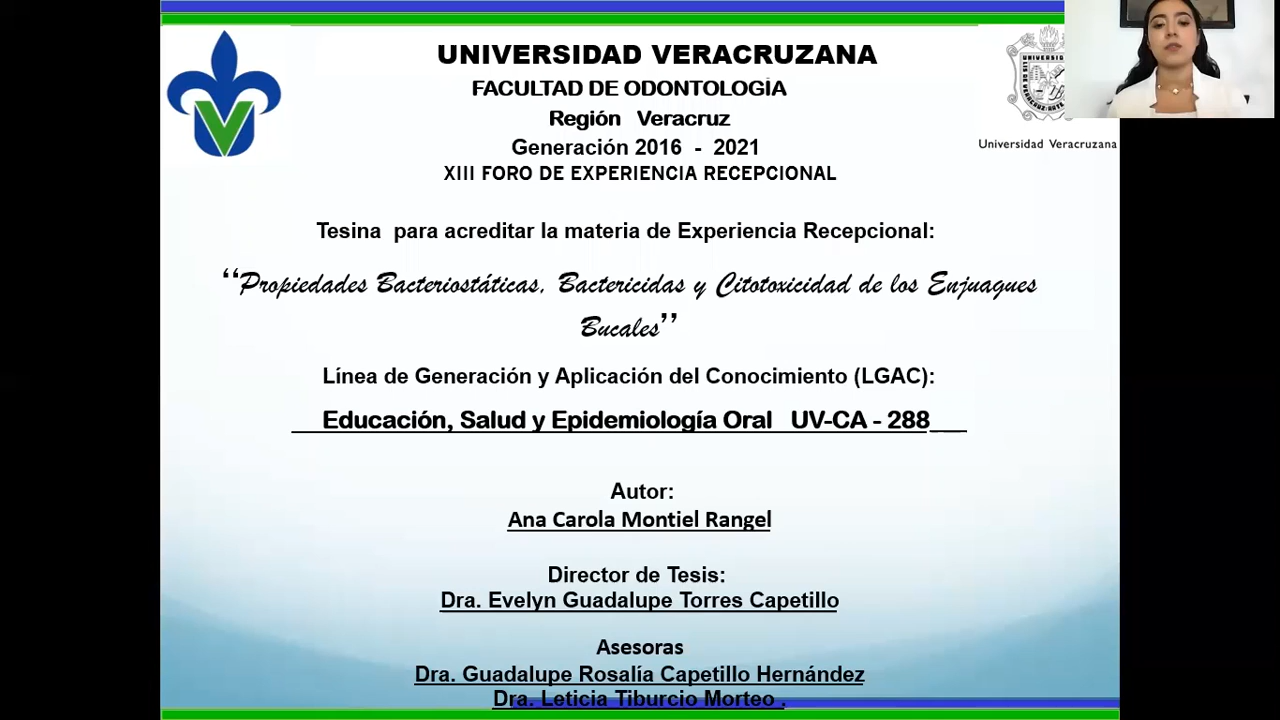 UNIVERSIDAD VERACRUZANA
FACULTAD DE ODONTOLOGÍA
Región Veracruz
Generación 2016 - 2021
XIII FORO DE EXPERIENCIA RECEPCIONAL
Universidad Veracruzana
Tesina para acreditar la materia de Experiencia Recepcional:
“Propiedades Bacteriostáticas, Bactericidas y Citotoxicidad de los Enjuagues
Bucales”
Línea de Generación y Aplicación del Conocimiento (LGAC):
Educación, Salud y Epidemiología Oral UV-CA - 288___
Autor:
Ana Carola Montiel Rangel
Director de Tesis:
Dra. Evelyn Guadalupe Torres Capetillo
Asesoras
Dra. Guadalupe Rosalía Capetillo Hernández
Dra. Leticia Tiburcio Morteo .